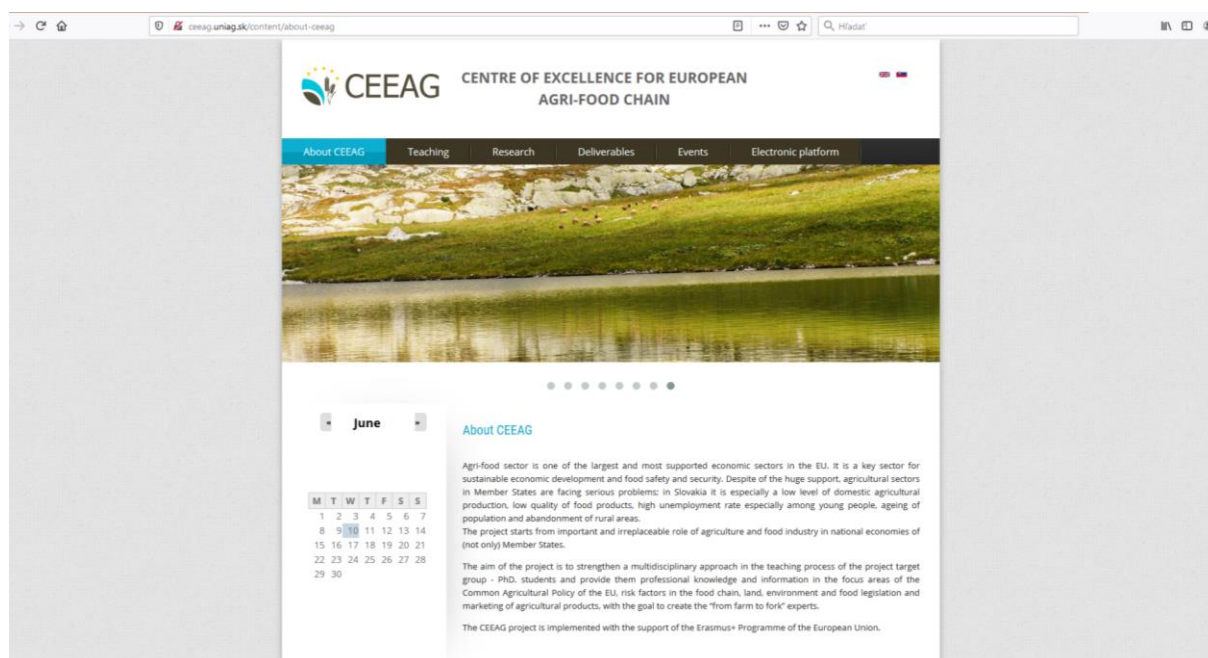 ceeag.uniag.sk/content/about-ceeag
Hľadať
CEEAG
CENTRE OF EXCELLENCE FOR EUROPEAN
AGRI-FOOD CHAIN
About CEEAG Teaching Research Deliverables Events Electronic platform
« June »
M T W T F S S
1 2 3 4 5 6 7
8 9 10 11 12 13 14
15 16 17 18 19 20 21
22 23 24 25 26 27 28
29 30
About CEEAG
Agri-food sector is one of the largest and most supported economic sectors in the EU. It is a key sector for
sustainable economic development and food safety and security. Despite of the huge support, agricultural sectors
in Member States are facing serious problems: in Slovakia it is especially a low level of domestic agricultural
production, low quality of food products, high unemployment rate especially among young people, ageing of
population and abandonment of rural areas.
The project starts from important and irreplaceable role of agriculture and food industry in national economies of
(not only) Member States.
The aim of the project is to strengthen a multidisciplinary approach in the teaching process of the project target
group - PhD. students and provide them professional knowledge and information in the focus areas of the
Common Agricultural Policy of the EU, risk factors in the food chain, land, environment and food legislation and
marketing of agricultural products, with the goal to create the "from farm to fork" experts.
The CEEAG project is implemented with the support of the Erasmus+ Programme of the European Union.